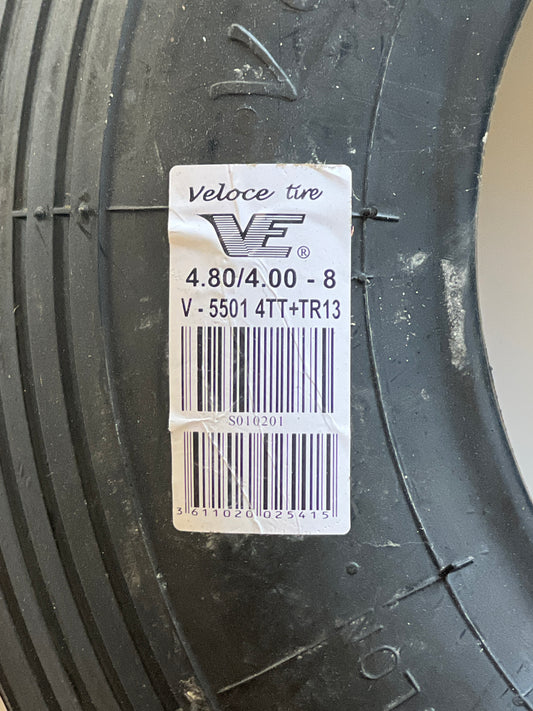 Veloce tire
VE
®
4.80/4.00 - 8
V - 5501 4TT+TR13
S010201
3 611020 025415